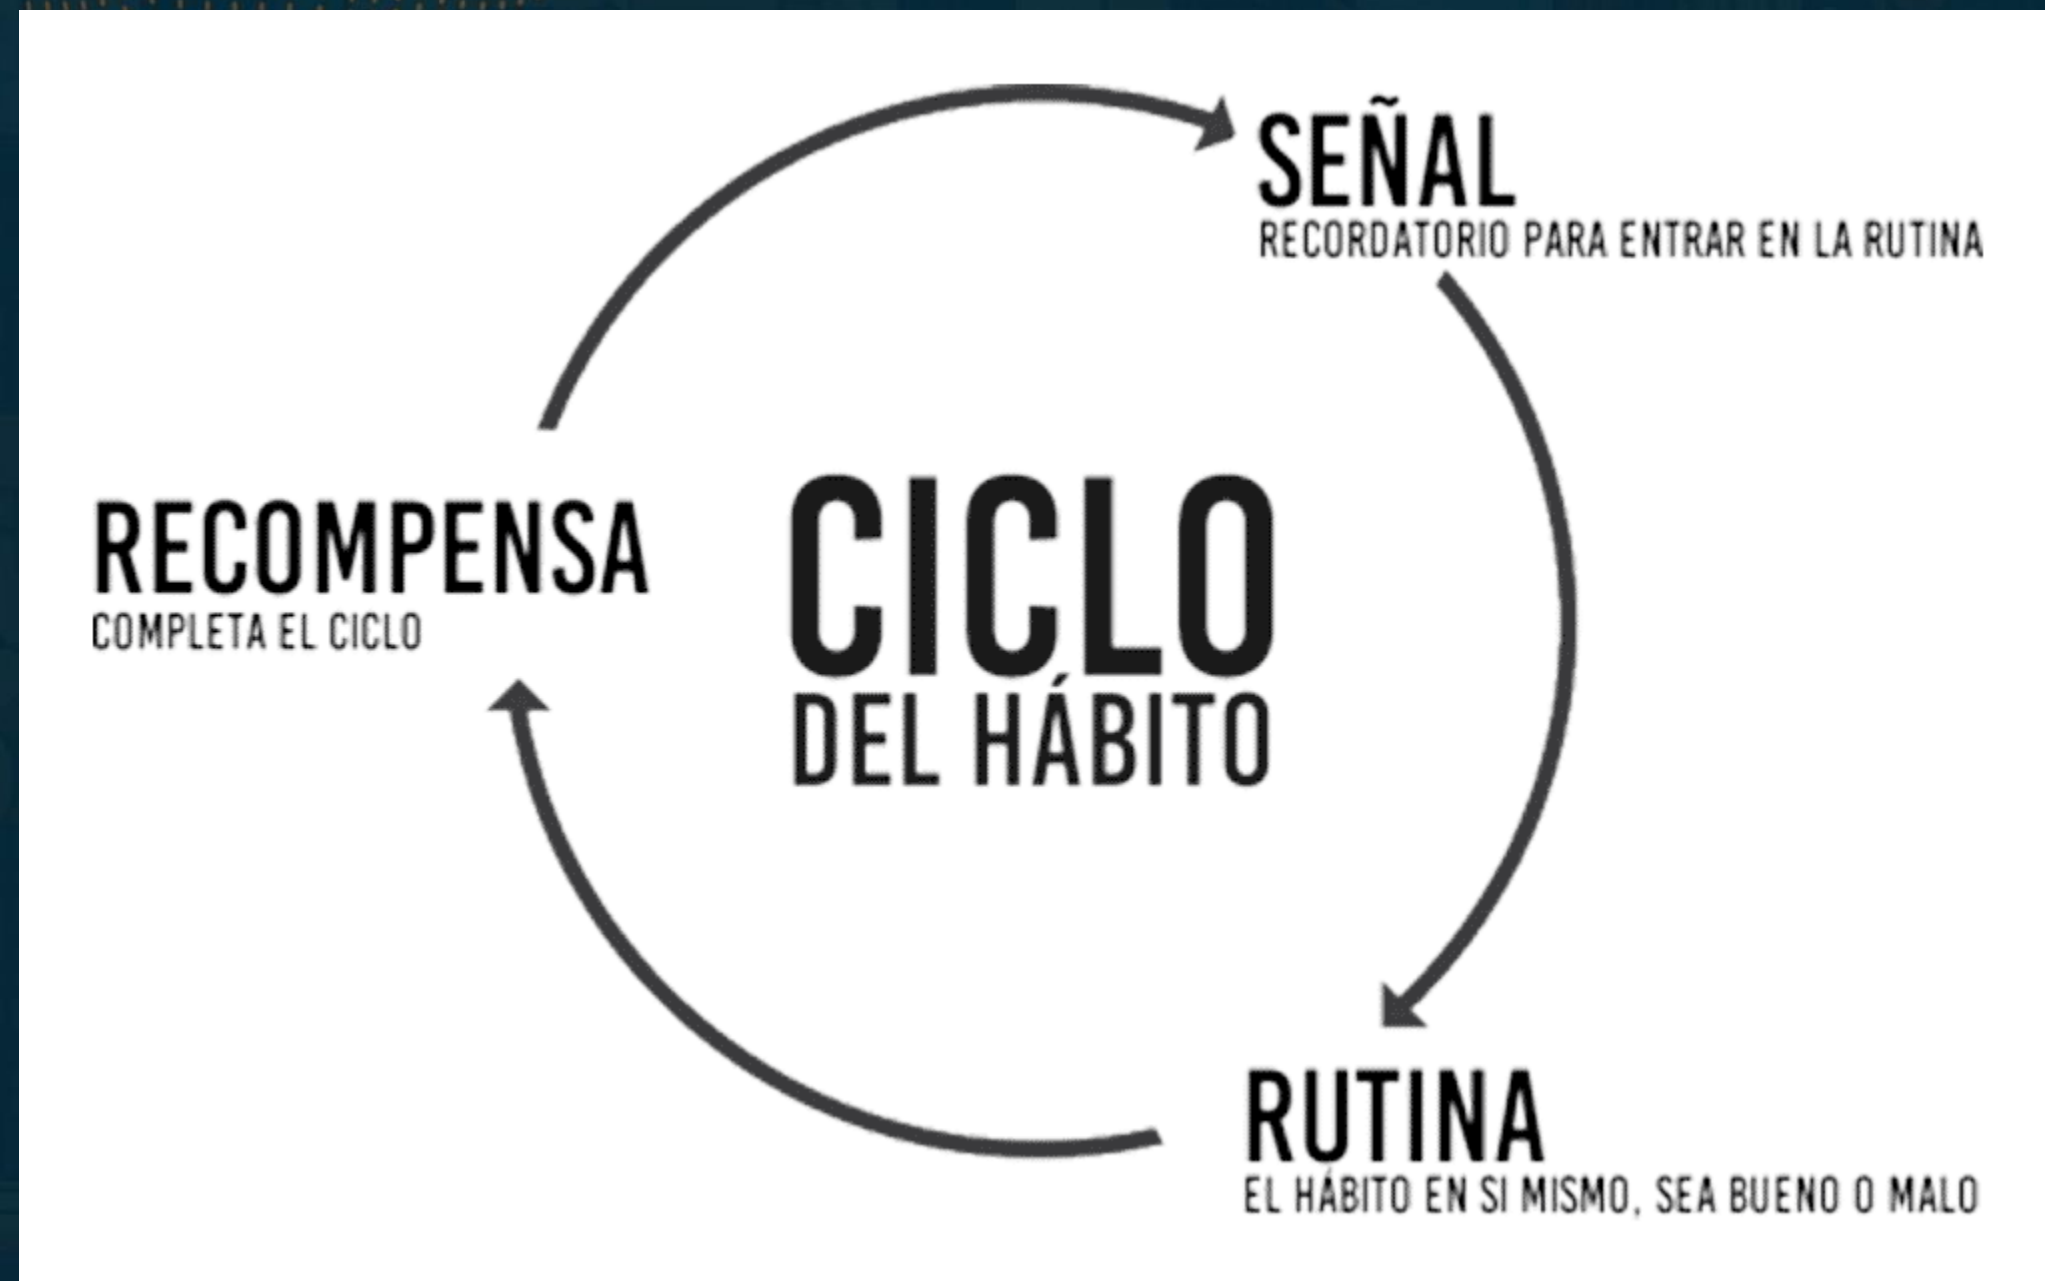 SEÑAL
RECORDATORIO PARA ENTRAR EN LA RUTINA
RECOMPENSA
COMPLETA EL CICLO
CICLO
DEL HÁBITO
RUTINA
EL HÁBITO EN SI MISMO, SEA BUENO O MALO